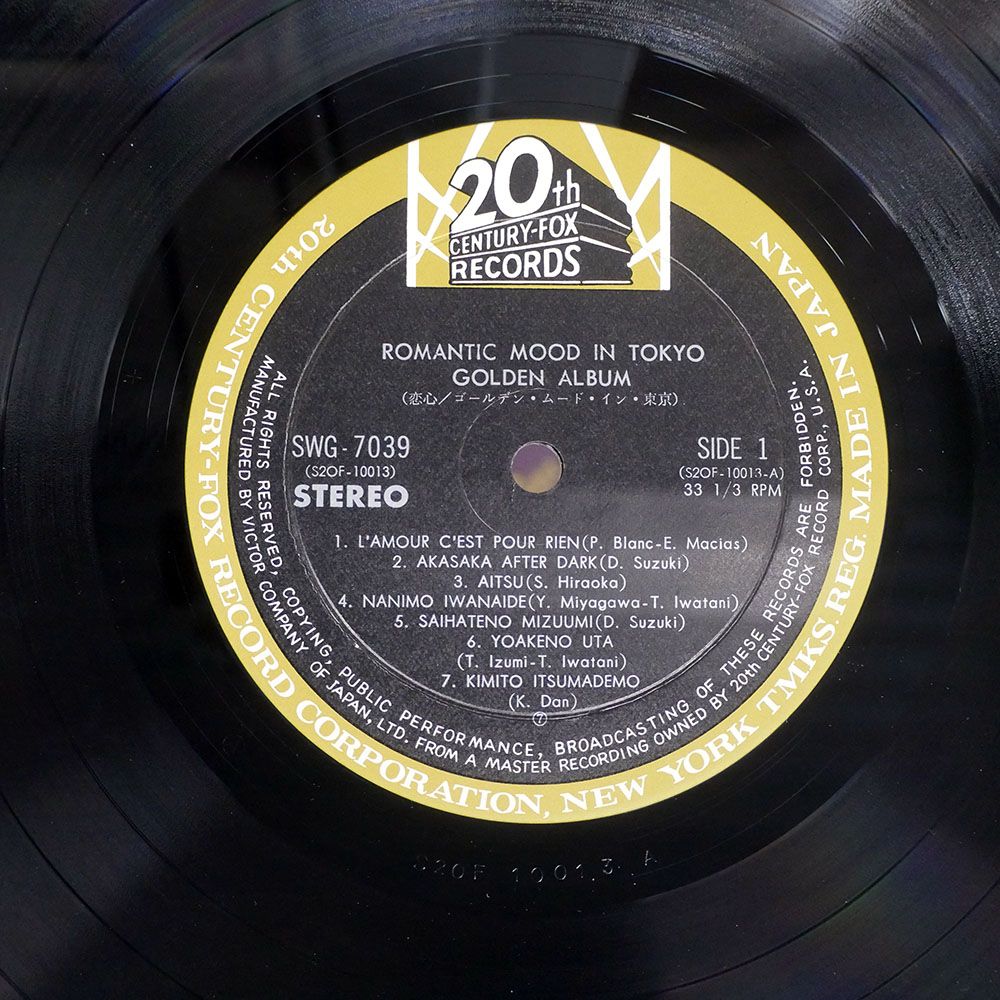 20th
CENTURY-FOX
RECORDS
ROMANTIC MOOD IN TOKYO
GOLDEN ALBUM
(恋心/ゴールデン・ムード・イン・東京)
SWG-7039
(S2OF-10013)
STEREO
SIDE 1
(S2OF-10013-A)
33 1/3 RPM
1. L'AMOUR C'EST POUR RIEN(P. Blanc-E. Macias)
2. AKASAKA AFTER DARK(D. Suzuki)
3. AITSU(S. Hiraoka)
4. NANIMO IWANAIDE(Y. Miyagawa-T. Iwatani)
5. SAIHATENO MIZUUMI(D. Suzuki)
6. YOAKENO UTA
(T. Izumi-T. Iwatani)
7. KIMITO ITSUMADEMO
(K. Dan)
7
ALL RIGHTS RESERVED, COPYING, PUBLIC PERFORMANCE, BROADCASTING OF THESE RECORDS ARE FORBIDDEN.
MANUFACTURED BY VICTOR COMPANY OF JAPAN, LTD. FROM A MASTER RECORDING OWNED BY 20th CENTURY-FOX RECORD CORP., U.S.A.
20th CENTURY-FOX RECORD CORPORATION, NEW YORK TMKS. REG. MADE IN JAPAN
S20F 10013 A